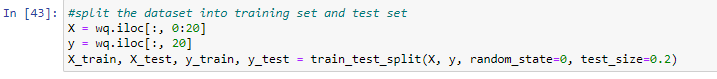 In [43]: #split the dataset into training set and test set
X = wq.iloc[:, 0:20]
y = wq.iloc[:, 20]
X_train, X_test, y_train, y_test = train_test_split(X, y, random_state=0, test_size=0.2)